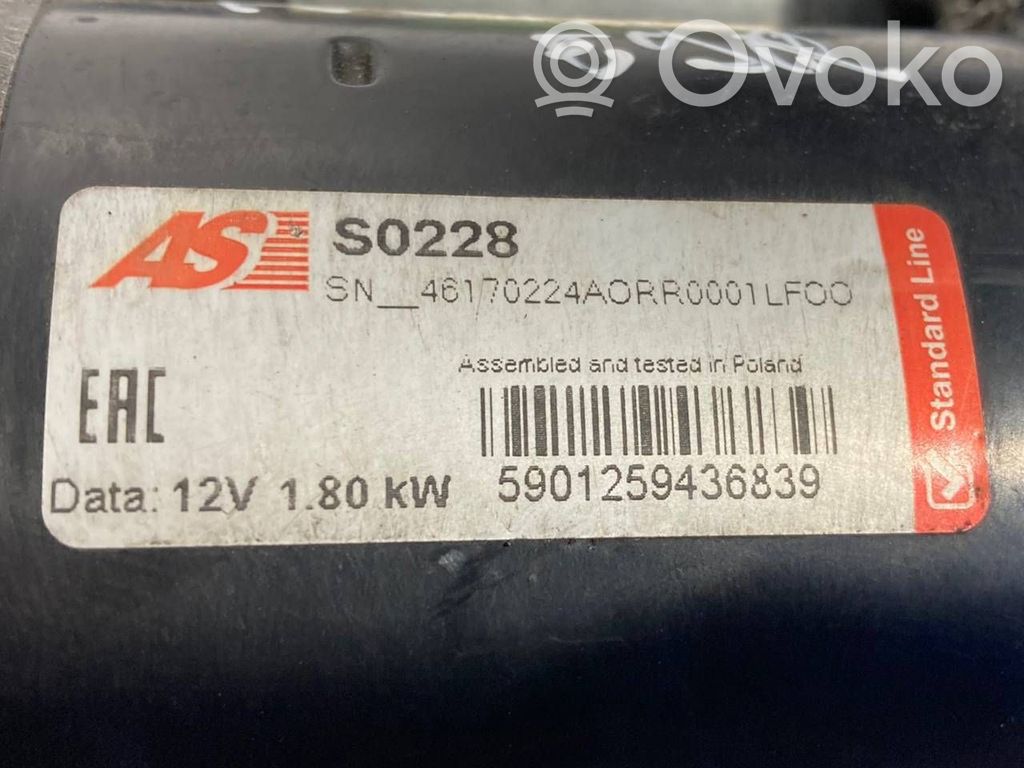 Ovoko
AS
S0228
SN__46170224AORR0001LFOO
Assembled and tested in Poland
EAC
5901259436839
Data: 12V 1.80 kW
Standard Line